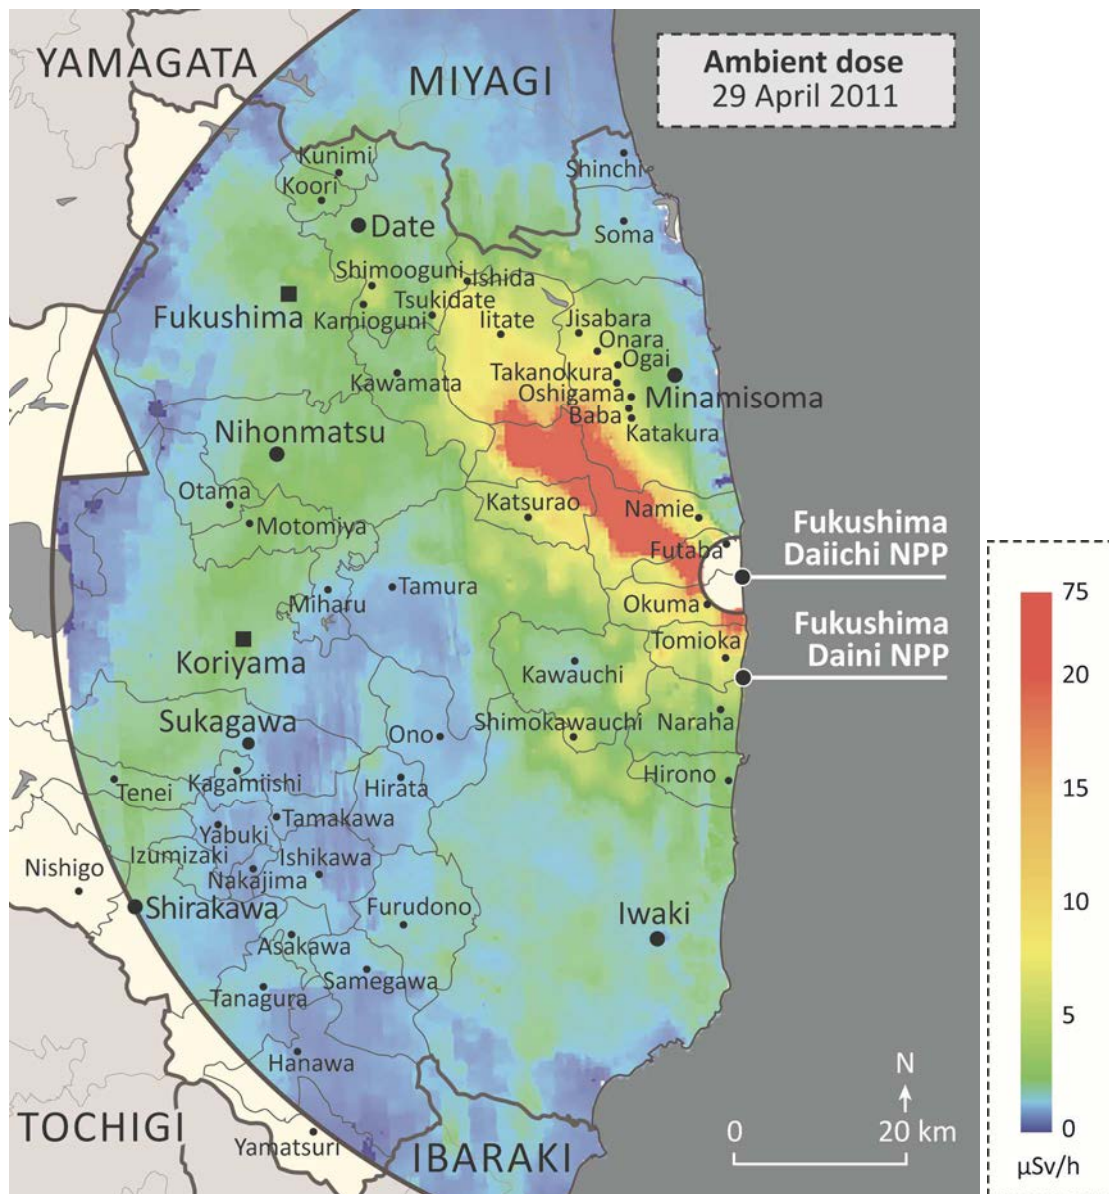 YAMAGATA
MIYAGI
Ambient dose
29 April 2011
Kunimi
Koori
Shinchi
Date
Soma
Shimooguni
Ishida
Tsukidate
Fukushima
Kamioguni
Iitate
Jisabara
Onara
Ogai
Kawamata
Takanokura
Oshigama
Minamisoma
Baba
Katakura
Nihonmatsu
Otama
Motomiya
Katsurao
Namie
Futaba
Fukushima
Daiichi NPP
Miharu
Tamura
Okuma
Koriyama
Kawauchi
Tomioka
Fukushima
Daini NPP
Sukagawa
Ono
Shimokawauchi
Naraha
Tenei
Kagamiishi
Hirata
Hirono
Yabuki
Tamakawa
Izumizaki
Ishikawa
Nishigo
Nakajima
Shirakawa
Furudono
Iwaki
Asakawa
Samegawa
Tanagura
Hanawa
N
TOCHIGI
Yamatsuri
IBARAKI
0 20 km
75
20
15
10
5
0
μSv/h